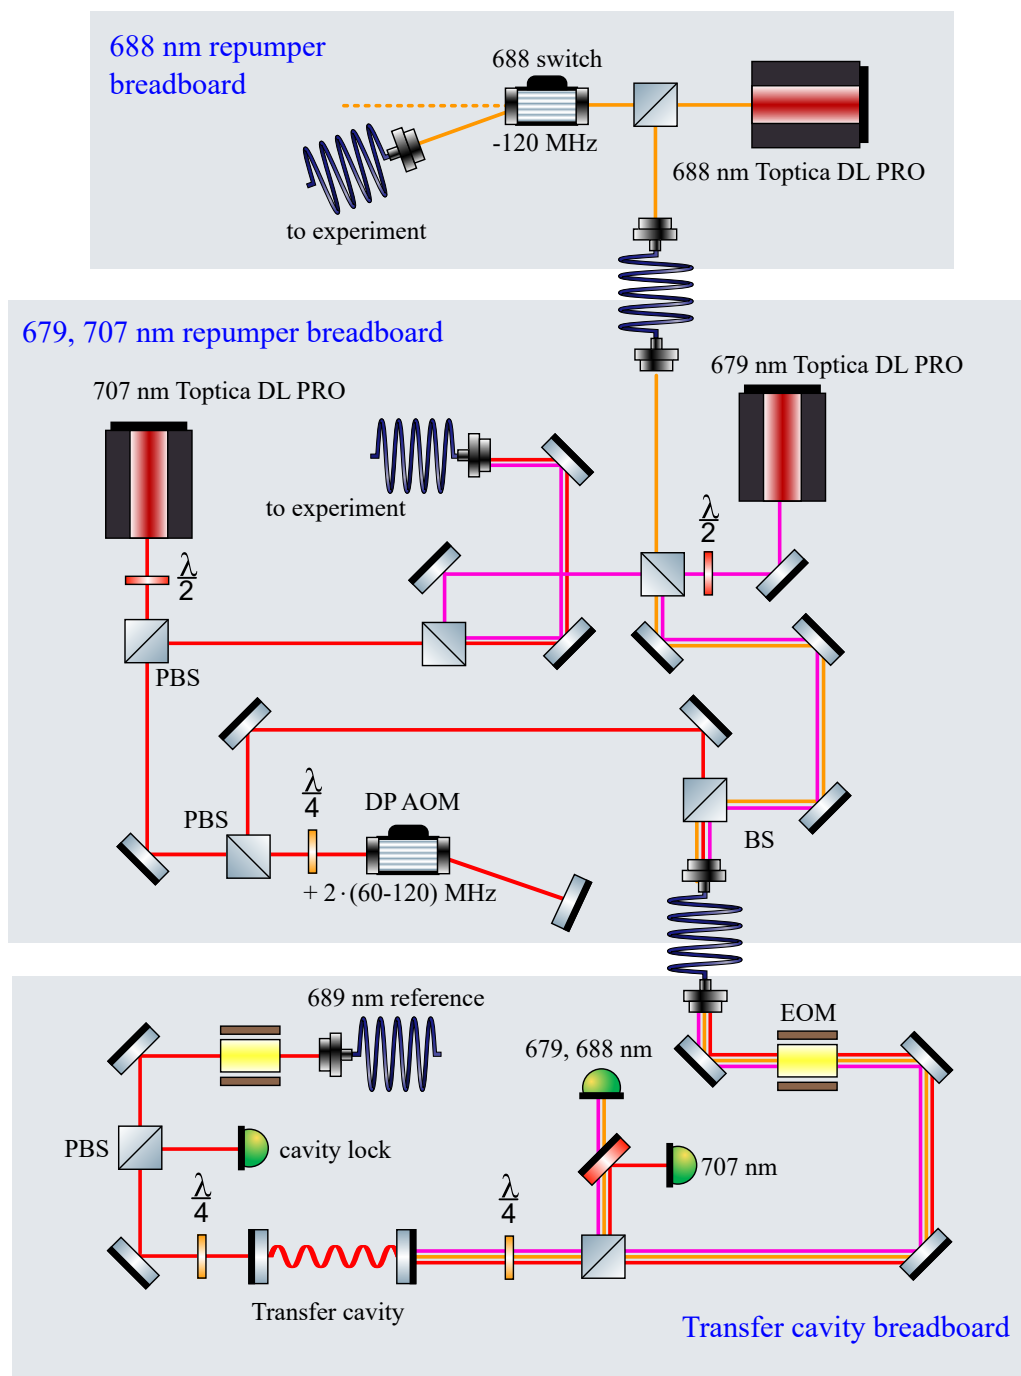 688 nm repumper
breadboard
688 switch
-120 MHz
688 nm Toptica DL PRO
to experiment
679, 707 nm repumper breadboard
679 nm Toptica DL PRO
707 nm Toptica DL PRO
to experiment
λ
2
λ
2
PBS
λ
4
DP AOM
PBS
BS
+ 2·(60-120) MHz
689 nm reference
EOM
679, 688 nm
PBS
cavity lock
707 nm
λ
4
λ
4
Transfer cavity
Transfer cavity breadboard